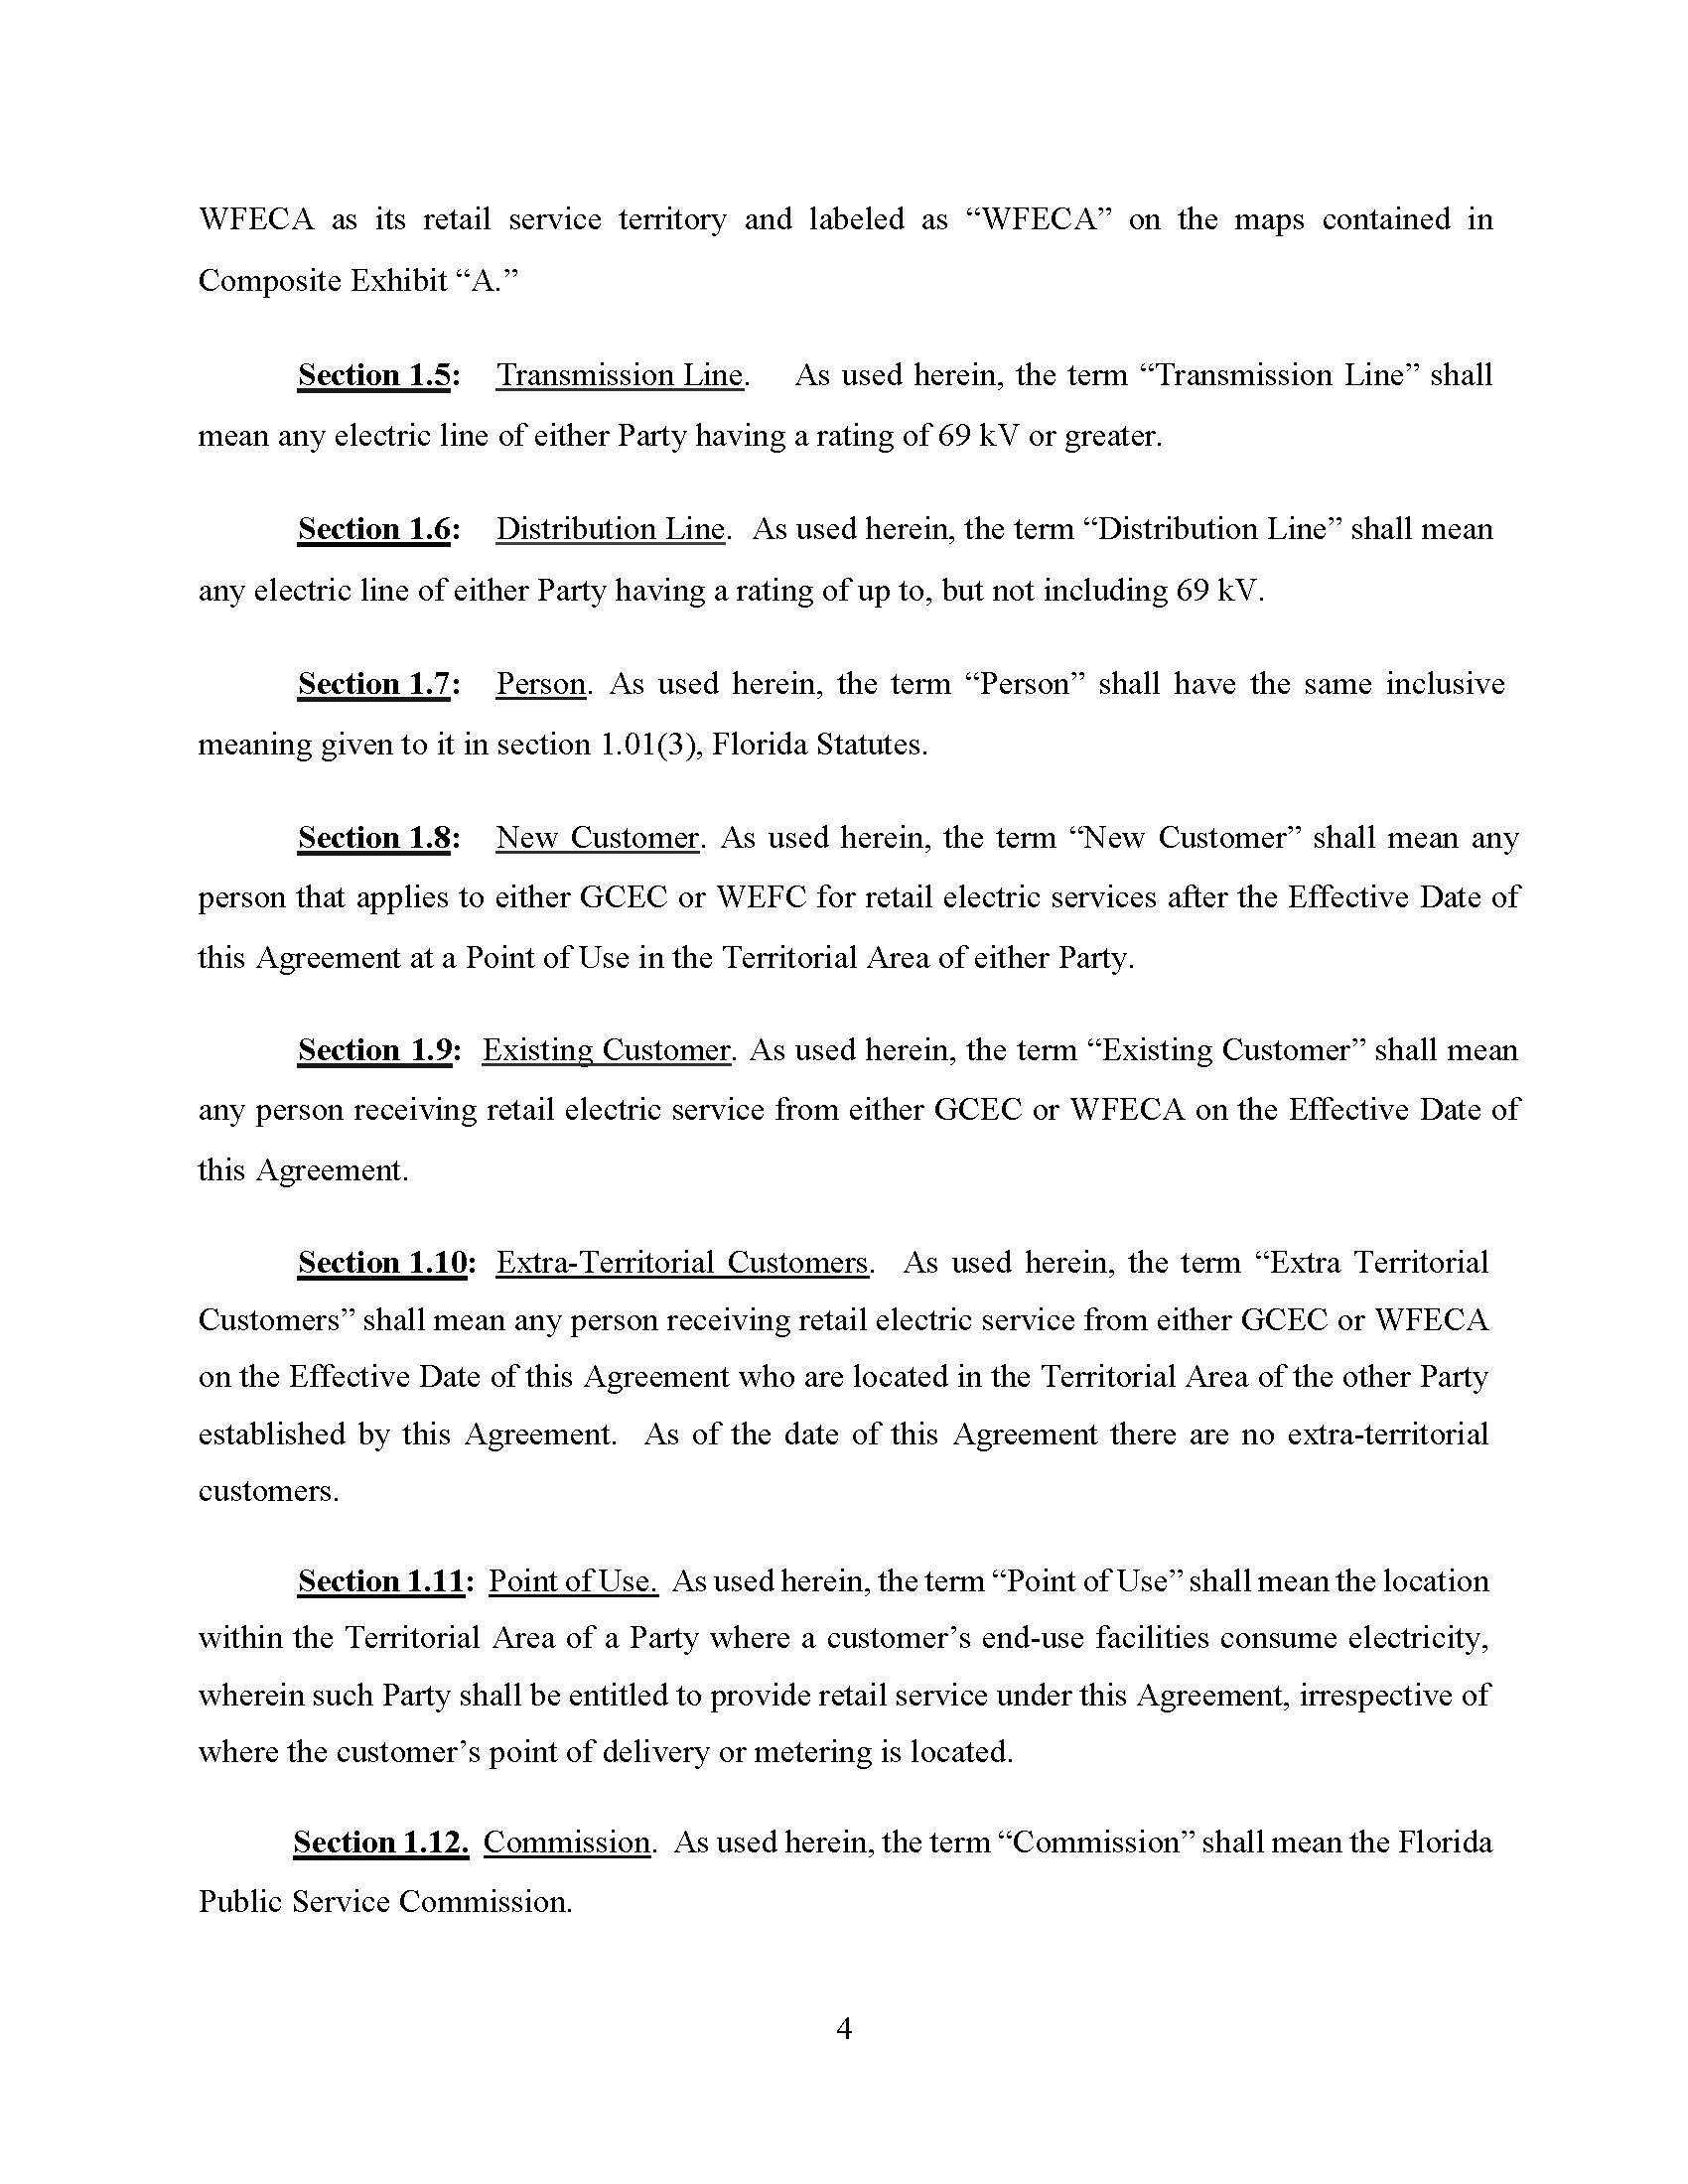 WFECA as its retail service territory and labeled as “WFECA” on the maps contained in
Composite Exhibit “A.”
Section 1.5: Transmission Line. As used herein, the term “Transmission Line” shall
mean any electric line of either Party having a rating of 69 kV or greater.
Section 1.6: Distribution Line. As used herein, the term “Distribution Line” shall mean
any electric line of either Party having a rating of up to, but not including 69 kV.
Section 1.7: Person. As used herein, the term “Person” shall have the same inclusive
meaning given to it in section 1.01(3), Florida Statutes.
Section 1.8: New Customer. As used herein, the term “New Customer” shall mean any
person that applies to either GCEC or WEFC for retail electric services after the Effective Date of
this Agreement at a Point of Use in the Territorial Area of either Party.
Section 1.9: Existing Customer. As used herein, the term “Existing Customer” shall mean
any person receiving retail electric service from either GCEC or WFECA on the Effective Date of
this Agreement.
Section 1.10: Extra-Territorial Customers. As used herein, the term “Extra Territorial
Customers” shall mean any person receiving retail electric service from either GCEC or WFECA
on the Effective Date of this Agreement who are located in the Territorial Area of the other Party
established by this Agreement. As of the date of this Agreement there are no extra-territorial
customers.
Section 1.11: Point of Use. As used herein, the term “Point of Use” shall mean the location
within the Territorial Area of a Party where a customer’s end-use facilities consume electricity,
wherein such Party shall be entitled to provide retail service under this Agreement, irrespective of
where the customer’s point of delivery or metering is located.
Section 1.12. Commission. As used herein, the term “Commission” shall mean the Florida
Public Service Commission.
4